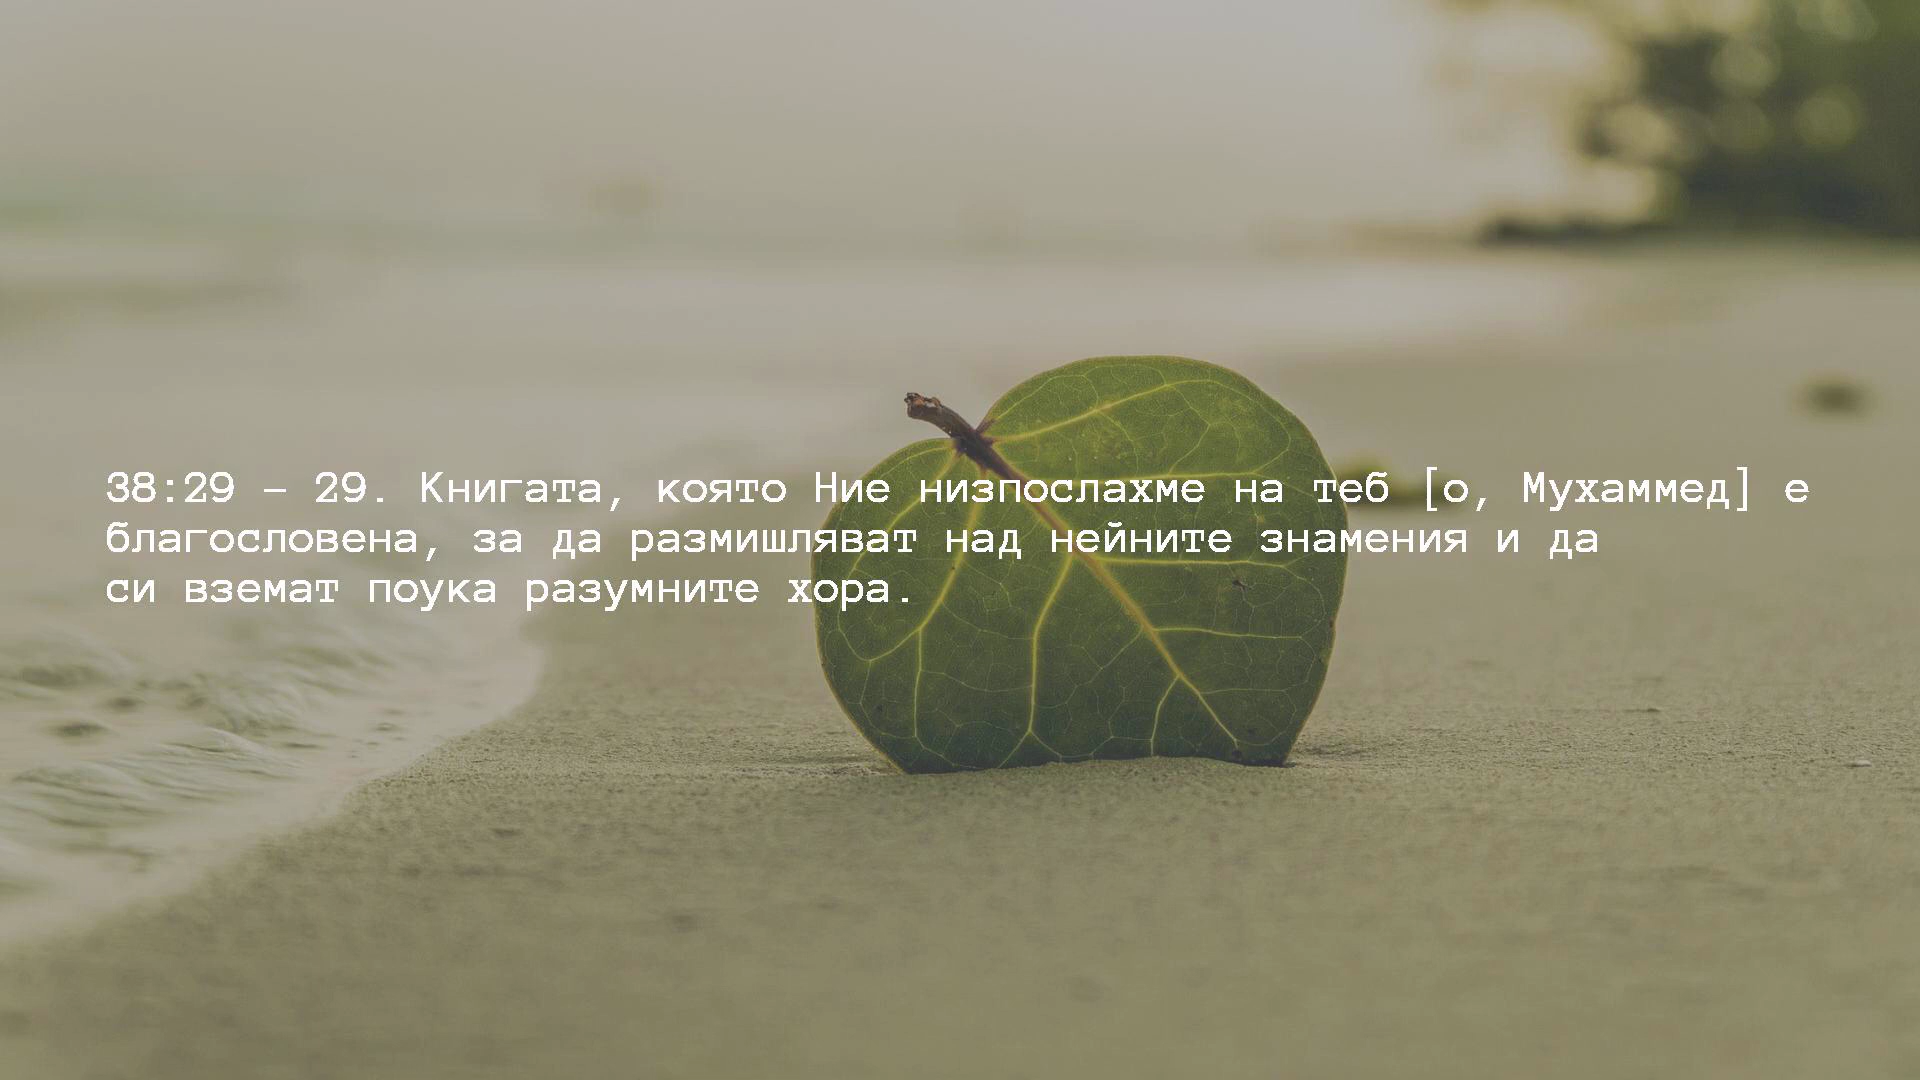 38:29 – 29. Книгата, която Ние низпослахме на теб [о, Мухаммед] е
благословена, за да размишляват над нейните знамения и да
си вземат поука разумните хора.